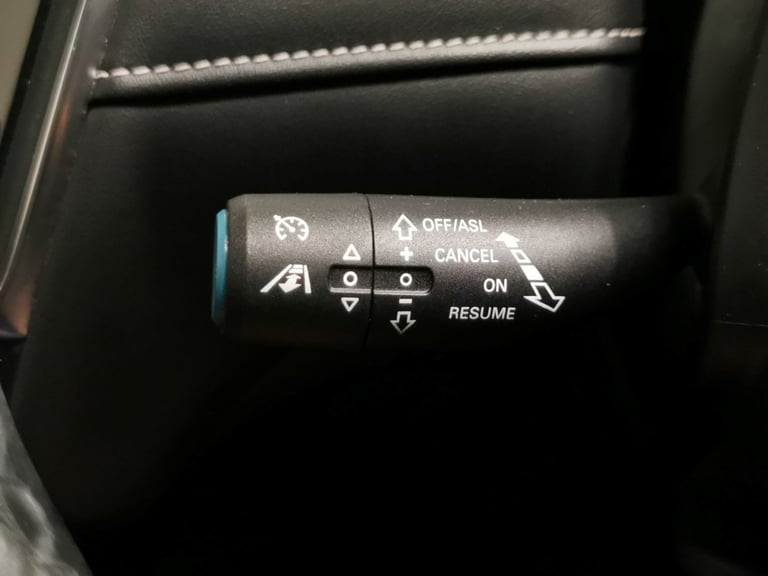 OFF/ASL
+ CANCEL
ON
- RESUME